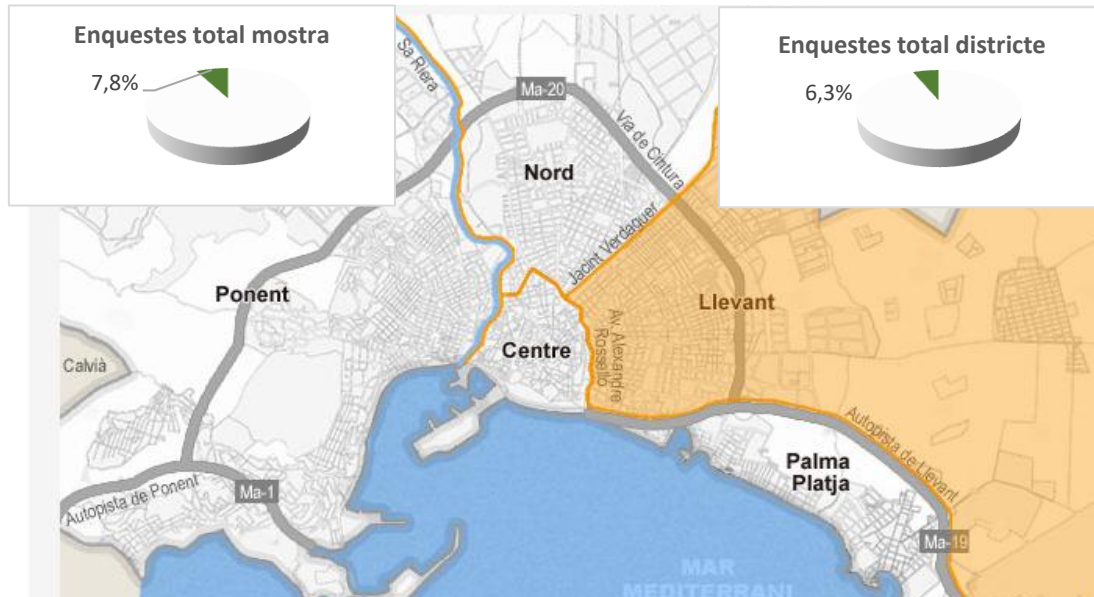 Enquestes total mostra
7,8%
Enquestes total districte
6,3%
Sa Riera
Ma-20
Via de Cintura
Nord
Jacint Verdaguer
Ponent
Llevant
Centre
Av. Alexandre
Rosselló
Calvià
Autopista de Llevant
Palma
Platja
Autopista de Ponent
Ma-1
Ma-19
MAR
MEDITERRANI